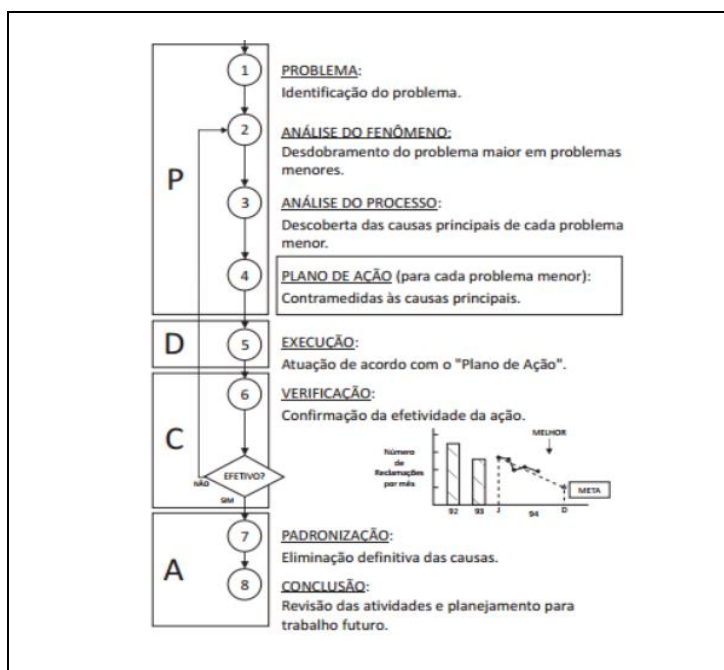 P
1
PROBLEMA:
Identificação do problema.
2
ANÁLISE DO FENÔMENO:
Desdobramento do problema maior em problemas
menores.
3
ANÁLISE DO PROCESSO:
Descoberta das causas principais de cada problema
menor.
4
PLANO DE AÇÃO (para cada problema menor):
Contramedidas às causas principais.
D
5
EXECUÇÃO:
Atuação de acordo com o "Plano de Ação".
C
6
VERIFICAÇÃO:
Confirmação da efetividade da ação.
EFETIVO?
NÃO
SIM
Número
de
Reclamações
por mês
MELHOR
META
92 93 J 94 D
A
7
PADRONIZAÇÃO:
Eliminação definitiva das causas.
8
CONCLUSÃO:
Revisão das atividades e planejamento para
trabalho futuro.